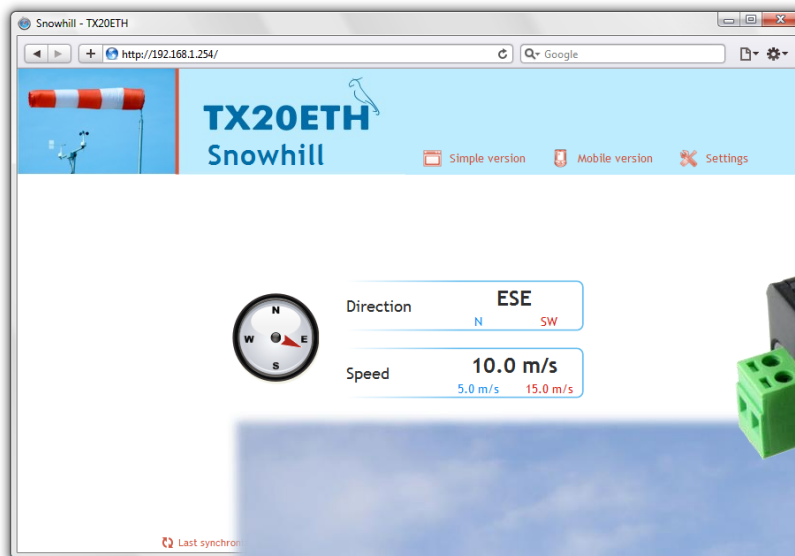 Snowhill - TX20ETH
http://192.168.1.254/
Google
TX20ETH
Snowhill
Simple version
Mobile version
Settings
N
W
E
S
Direction
ESE
N
SW
Speed
10.0 m/s
5.0 m/s
15.0 m/s
Last